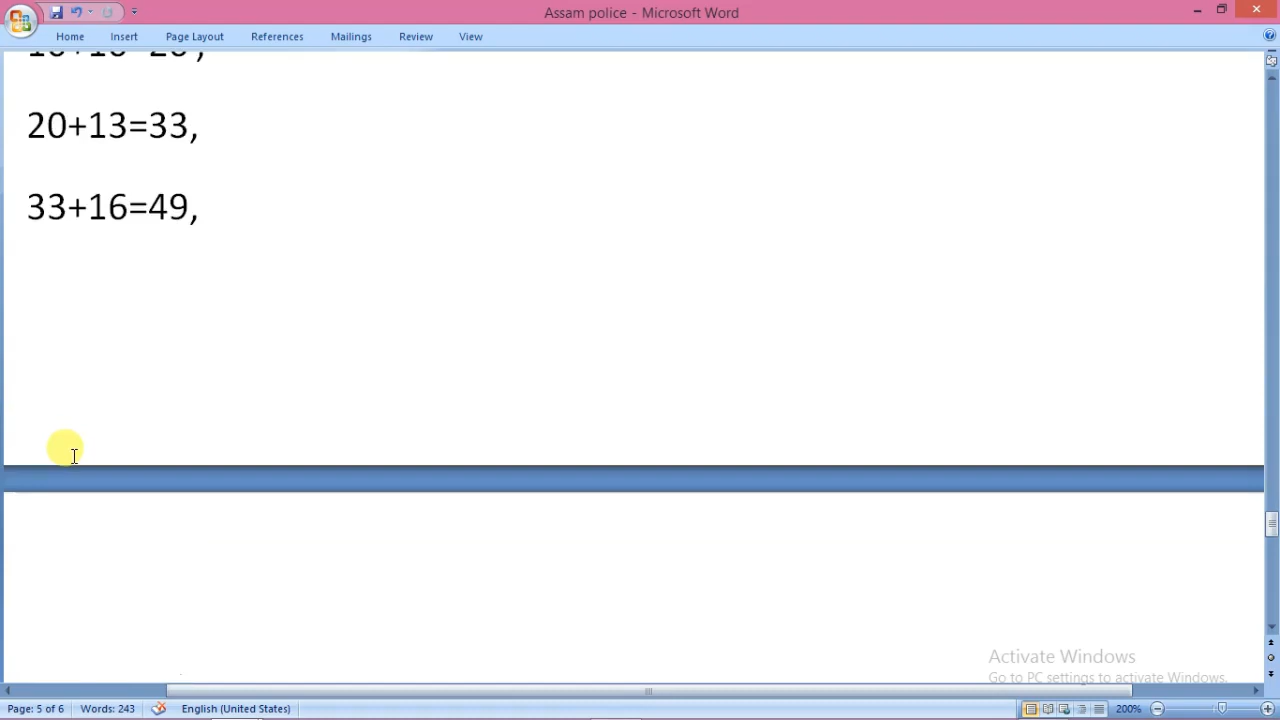 Assam police - Microsoft Word
Home Insert Page Layout References Mailings Review View
20+13=33,
33+16=49,
Activate Windows
Go to PC settings to activate Windows.
Page: 5 of 6 Words: 243 English (United States) 200%